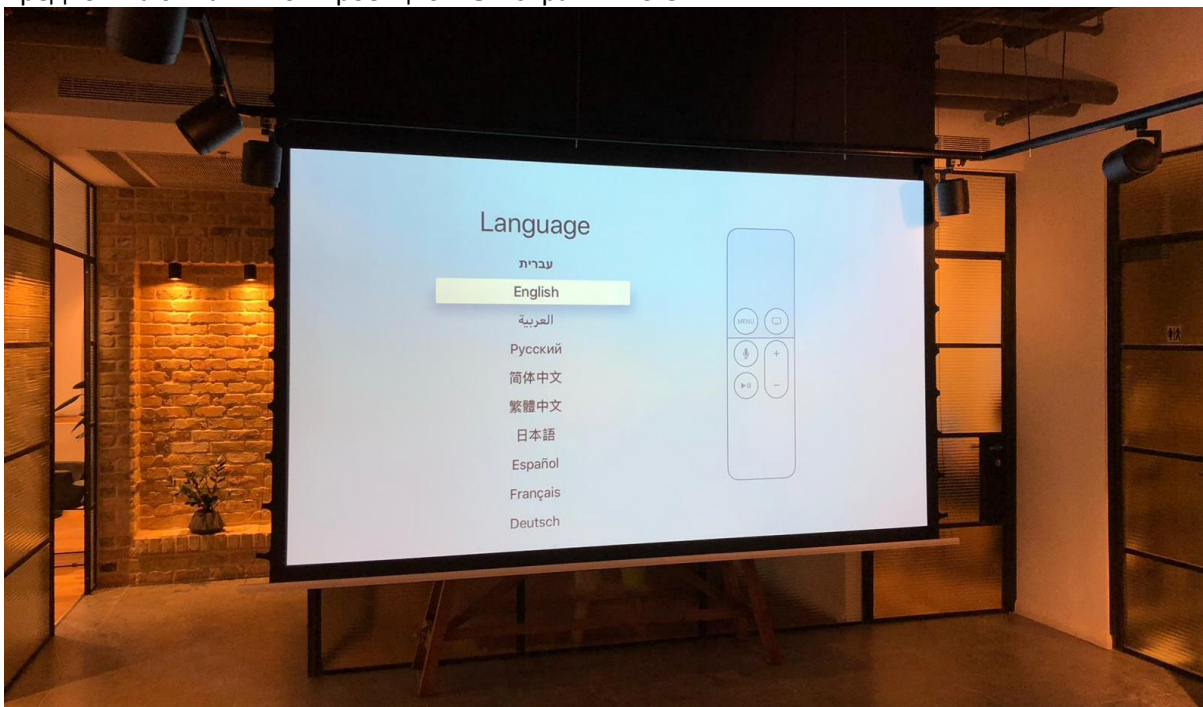 Language
עברית
English
العربية
Русский
简体中文
繁體中文
日本語
Español
Français
Deutsch
MENU
+
−